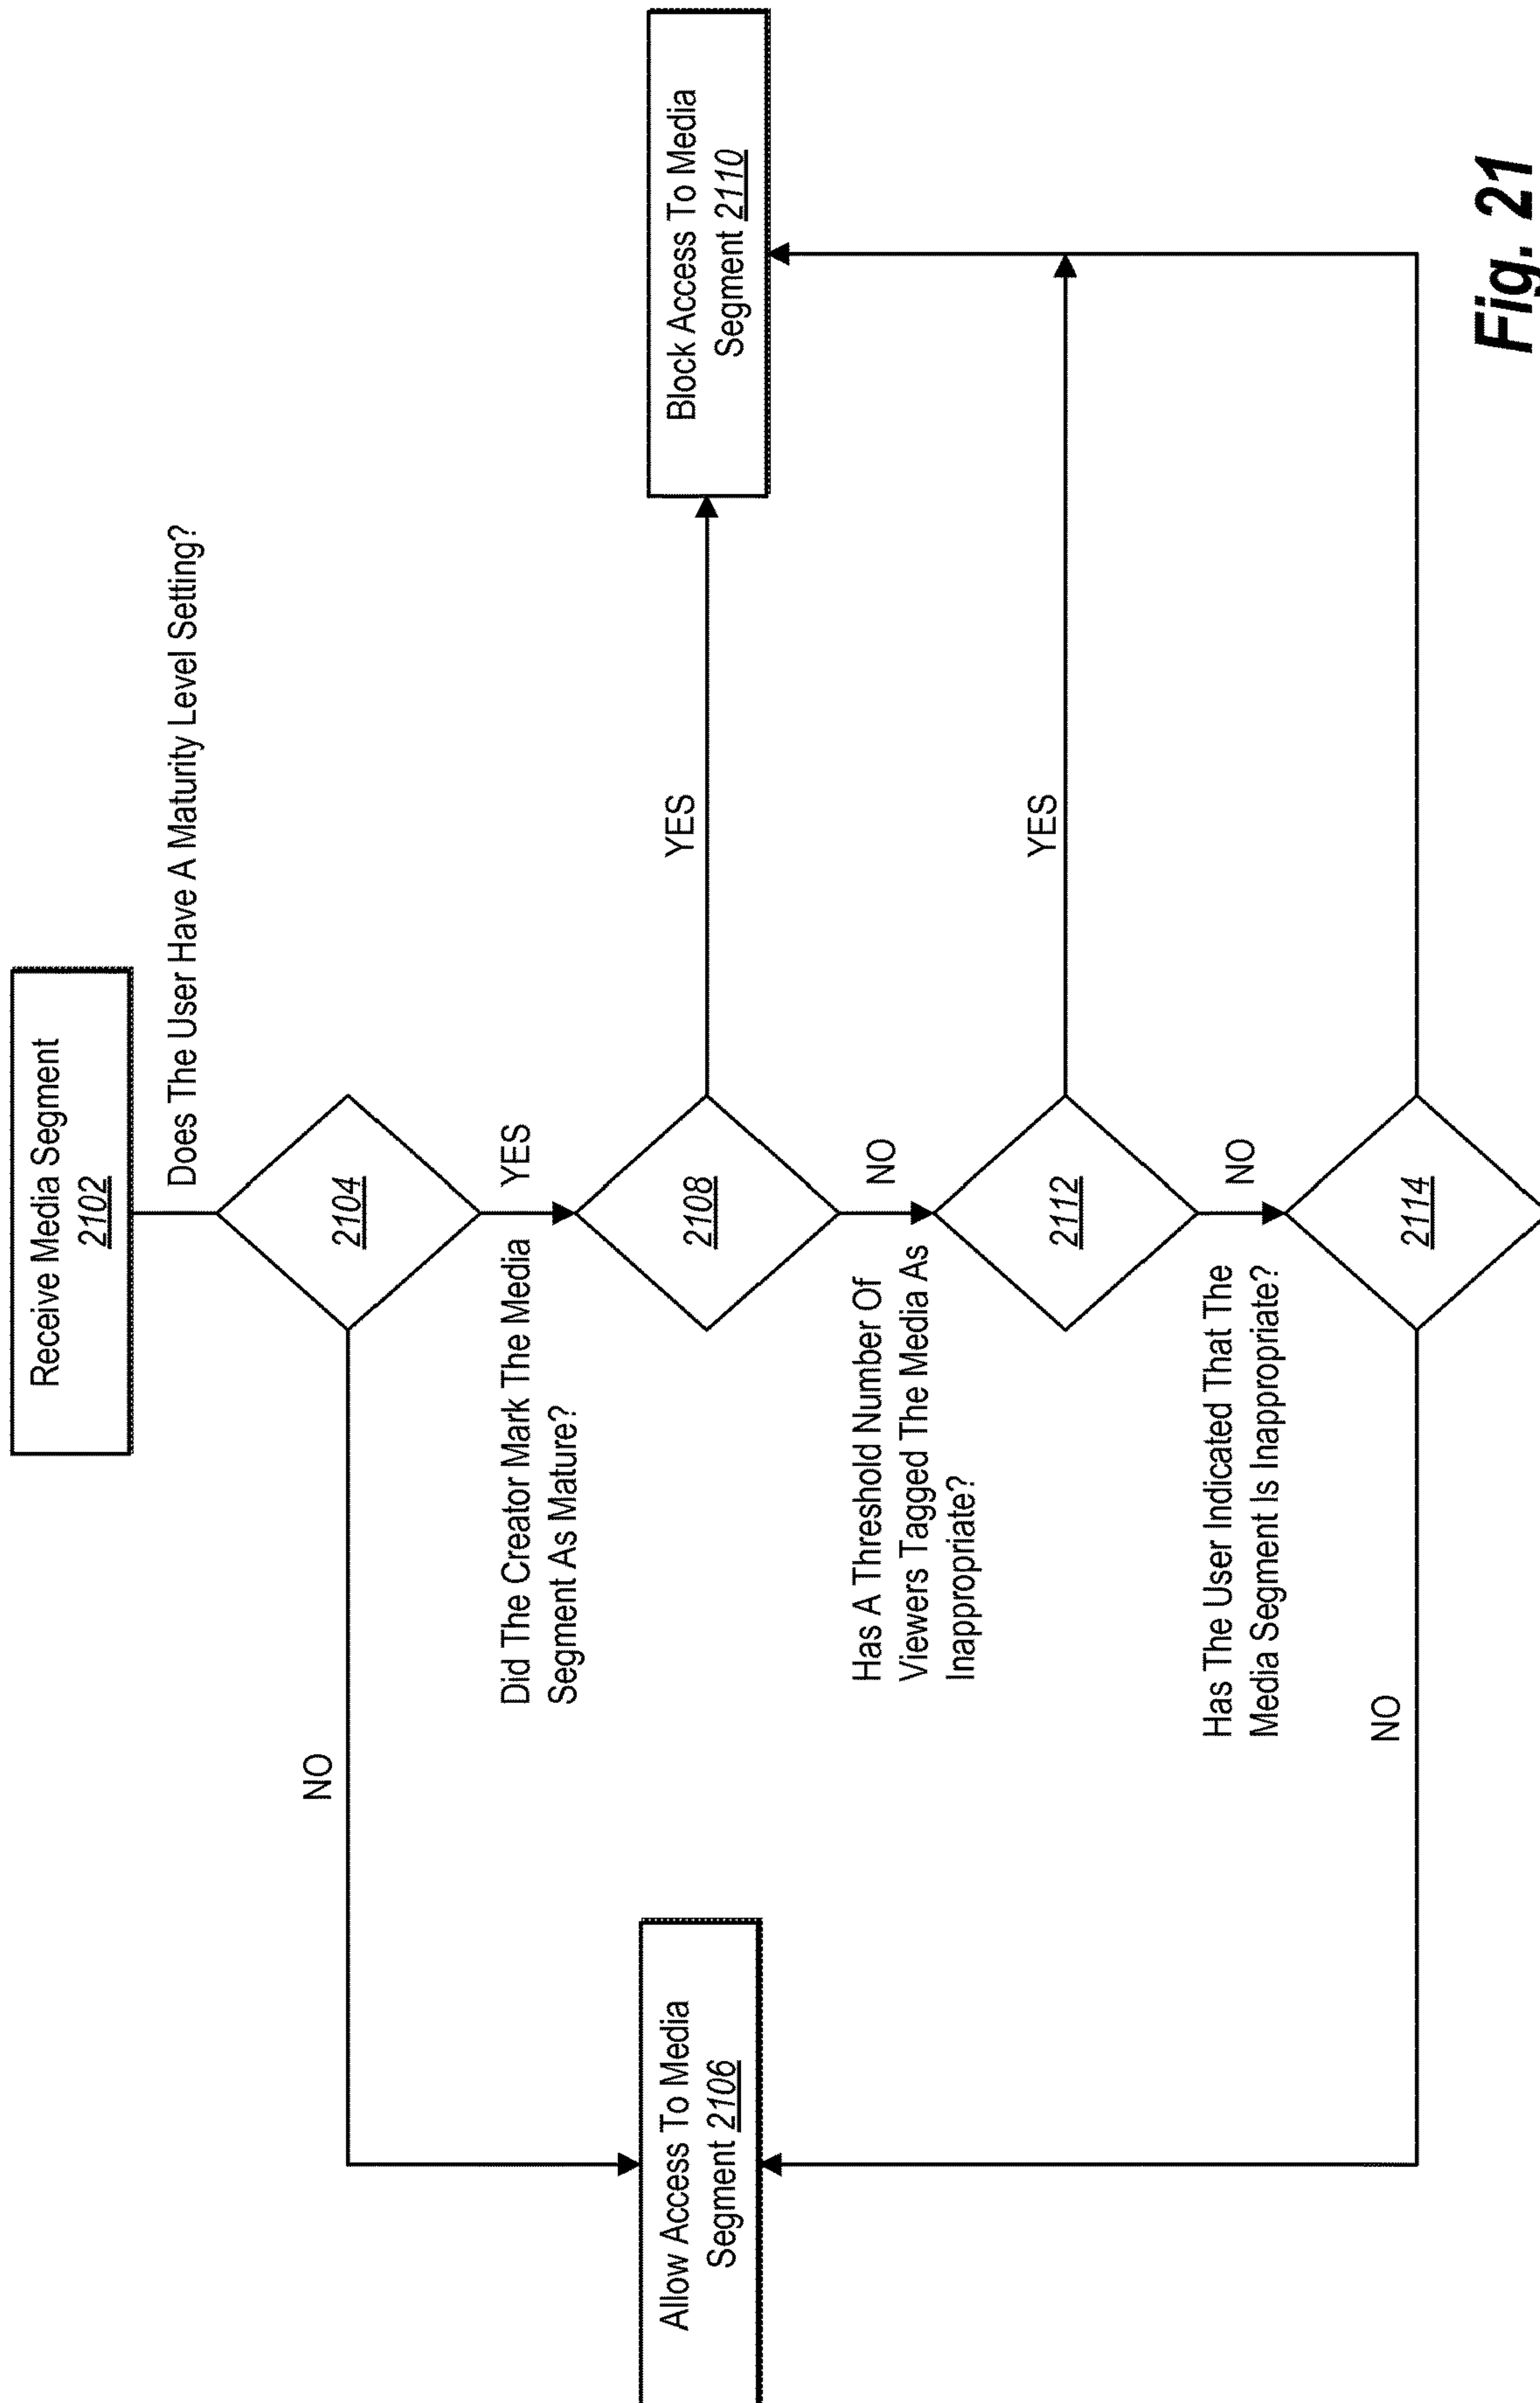 Receive Media Segment
2102
Does The User Have A Maturity Level Setting?
2104
NO
YES
Allow Access To Media
Segment 2106
Did The Creator Mark The Media
Segment As Mature?
2108
YES
Block Access To Media
Segment 2110
NO
Has A Threshold Number Of
Viewers Tagged The Media As
Inappropriate?
2112
YES
NO
Has The User Indicated That The
Media Segment Is Inappropriate?
2114
NO
Fig. 21